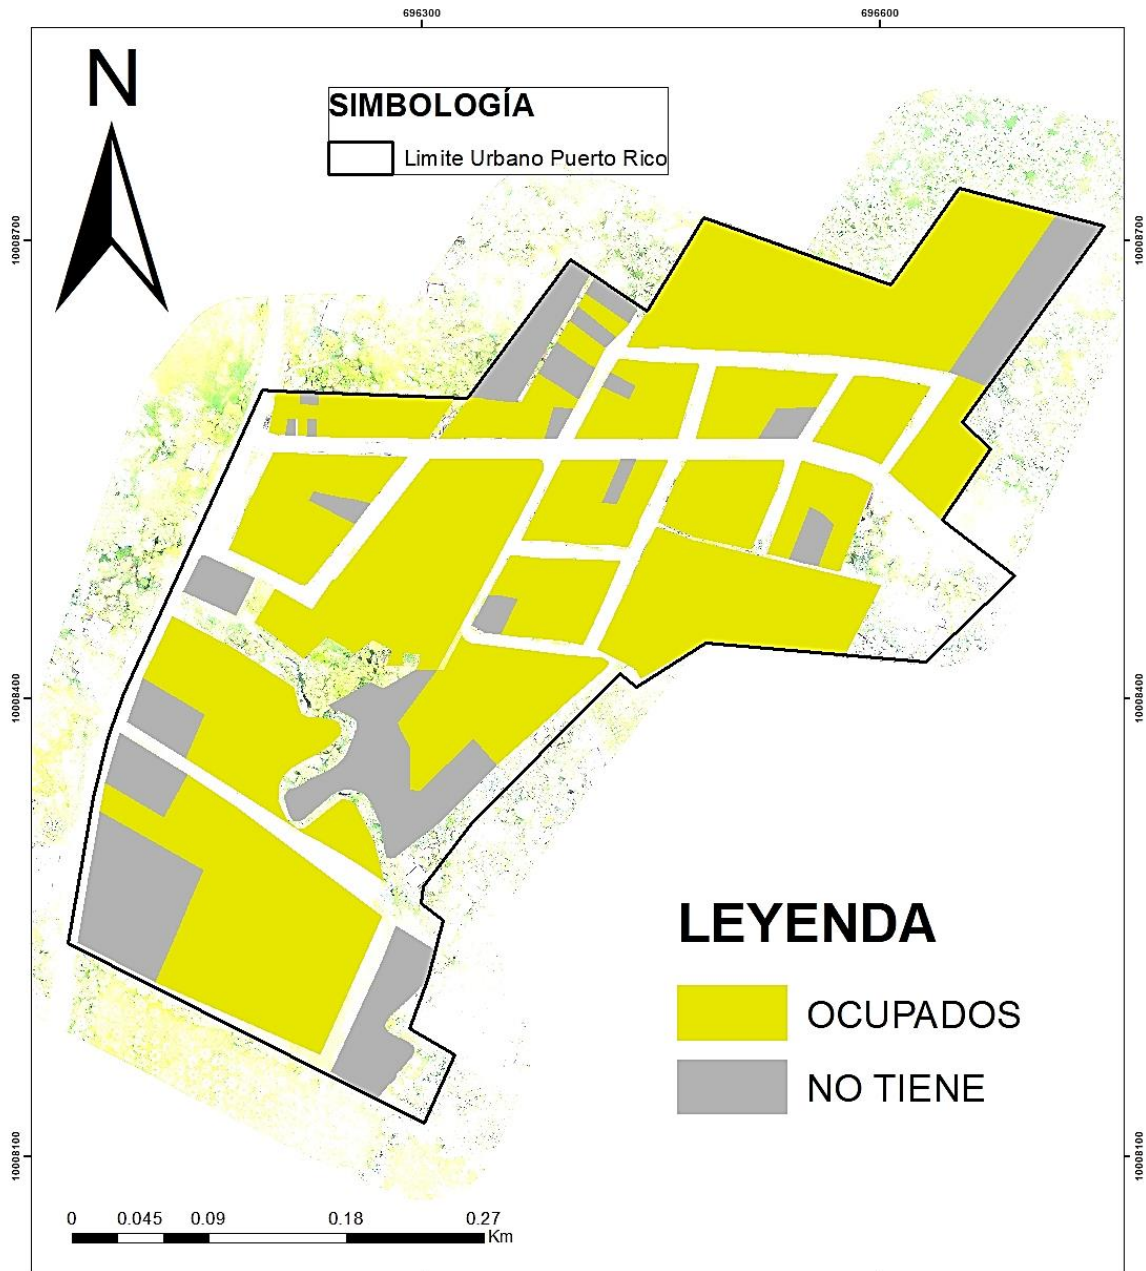 696300
696600
N
SIMBOLOGÍA
Limite Urbano Puerto Rico
10008700
10008700
10008400
10008400
LEYENDA
OCUPADOS
NO TIENE
10008100
10008100
0 0.045 0.09 0.18 0.27
Km